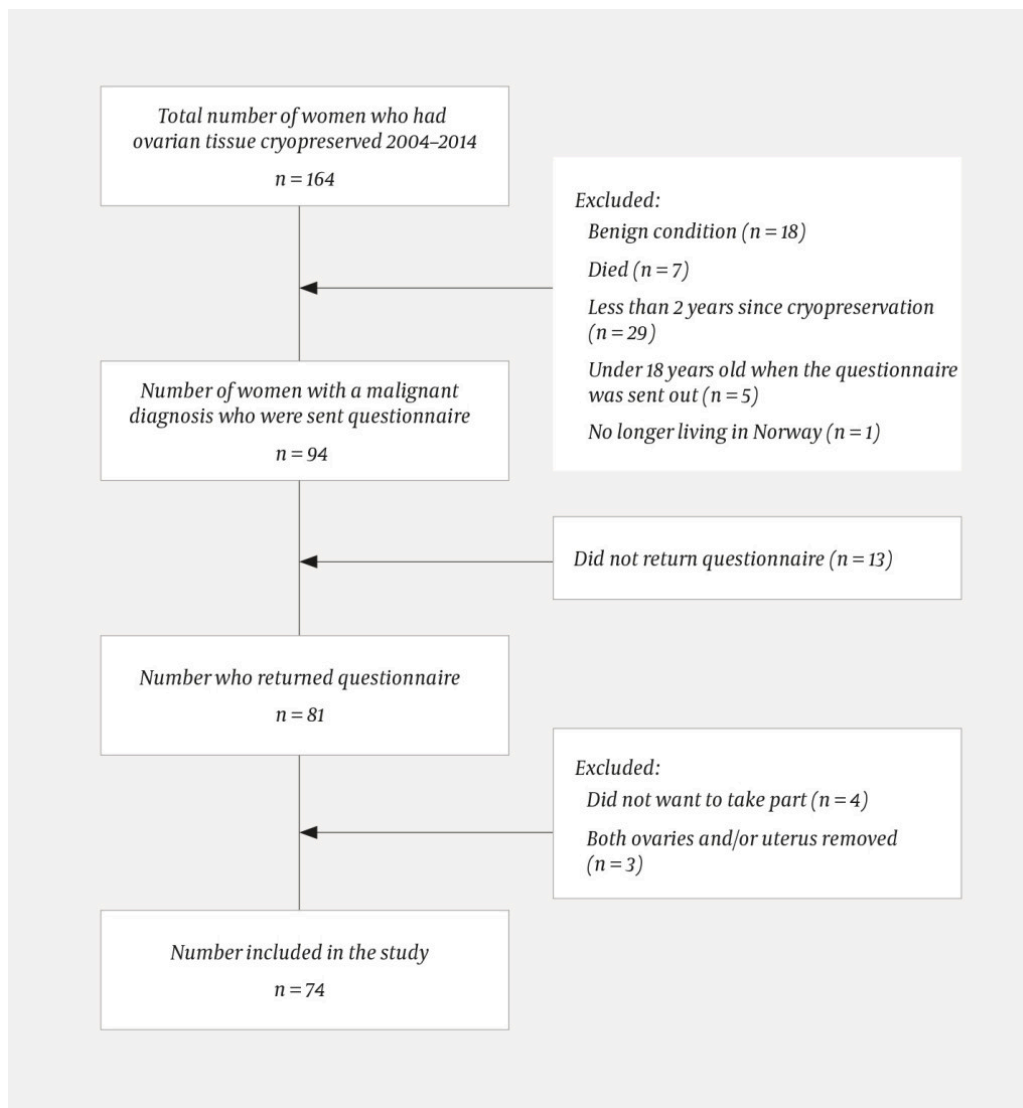 Total number of women who had
ovarian tissue cryopreserved 2004–2014
n = 164
Excluded:
Benign condition (n = 18)
Died (n = 7)
Less than 2 years since cryopreservation
(n = 29)
Under 18 years old when the questionnaire
was sent out (n = 5)
No longer living in Norway (n = 1)
Number of women with a malignant
diagnosis who were sent questionnaire
n = 94
Did not return questionnaire (n = 13)
Number who returned questionnaire
n = 81
Excluded:
Did not want to take part (n = 4)
Both ovaries and/or uterus removed
(n = 3)
Number included in the study
n = 74